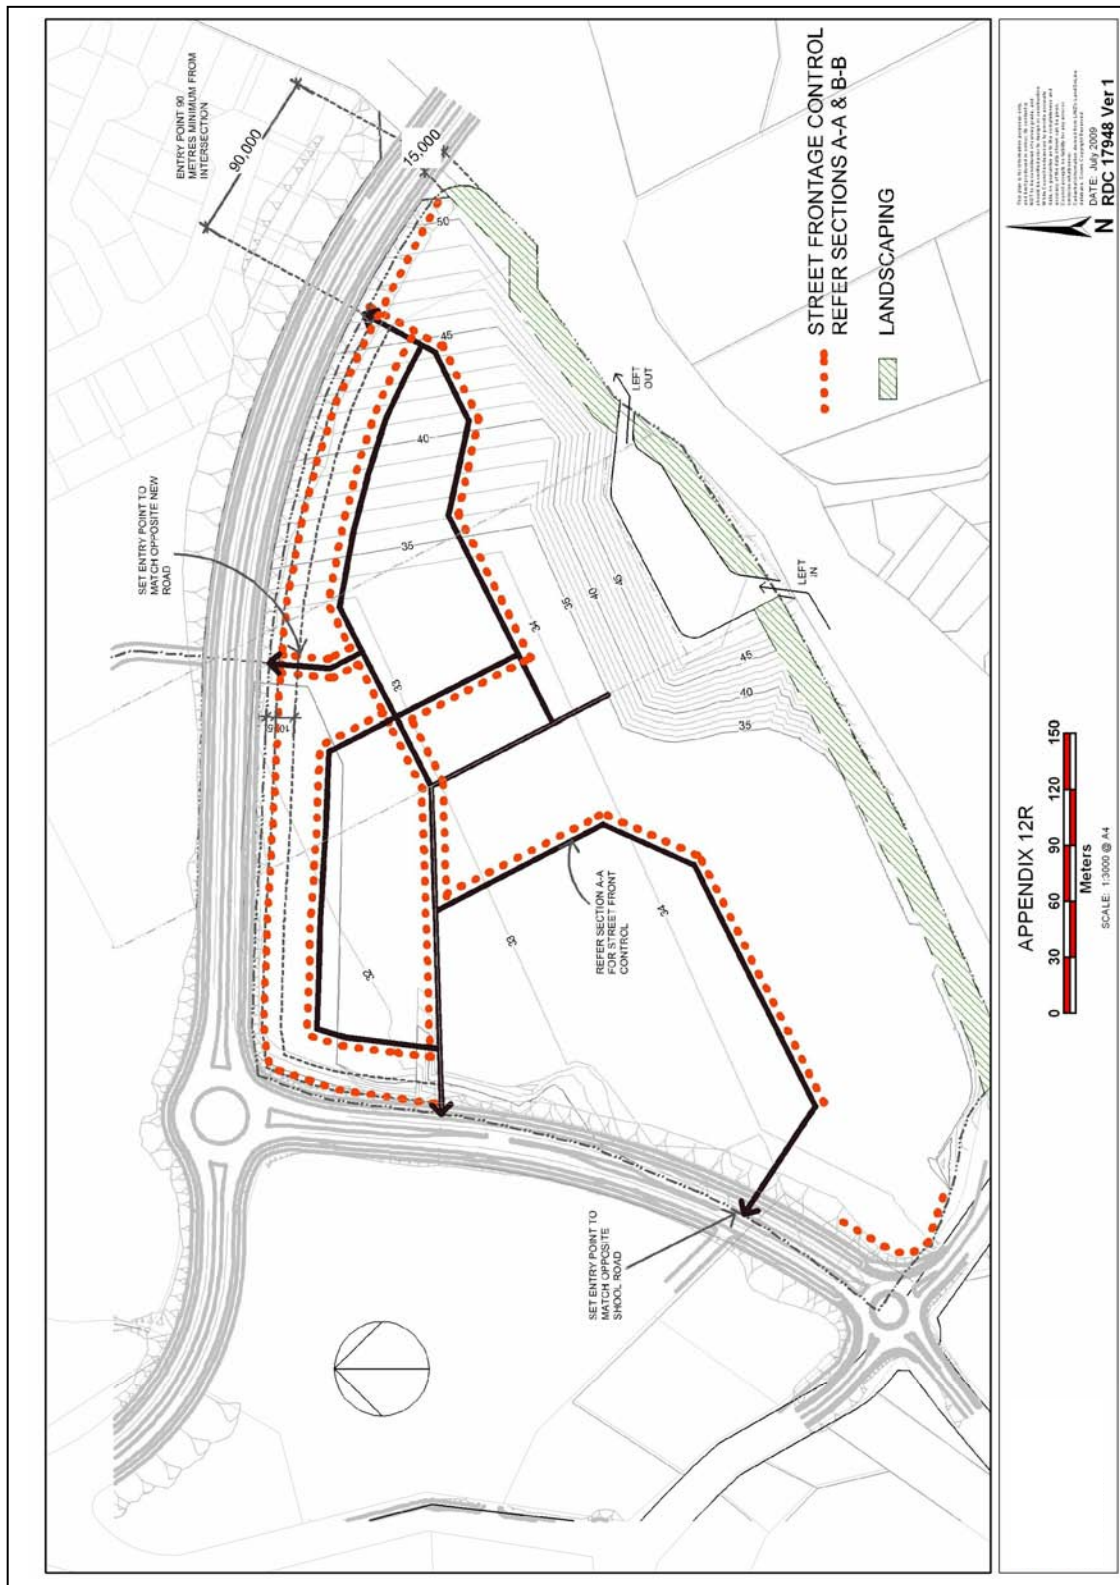 ENTRY POINT 90
METRES MINIMUM FROM
INTERSECTION
90,000
15,000
50
45
40
35
SET ENTRY POINT TO
MATCH OPPOSITE NEW
ROAD
33
34
35
40
45
LEFT
OUT
LEFT
IN
45
40
35
REFER SECTION A-A
FOR STREET FRONT
CONTROL
33
34
SET ENTRY POINT TO
MATCH OPPOSITE
SHOOL ROAD
STREET FRONTAGE CONTROL
REFER SECTIONS A-A & B-B
LANDSCAPING
N
DATE: July 2009
RDC 17948 Ver 1
APPENDIX 12R
0 30 60 90 120 150
Meters
SCALE: 1:3000 @ A4